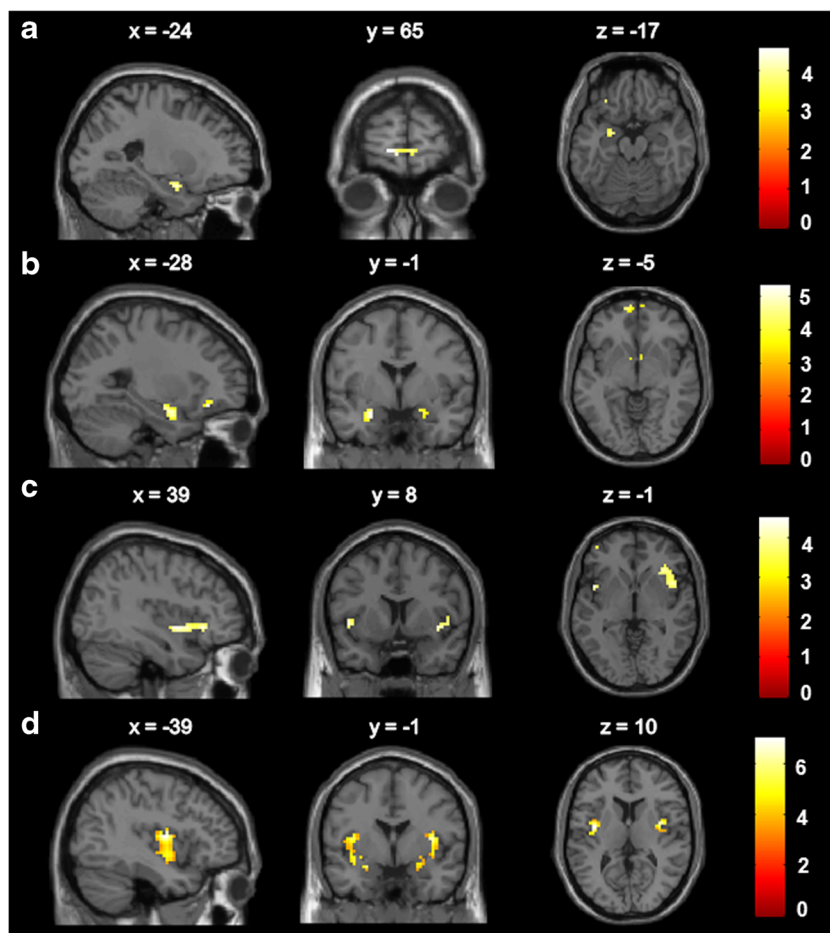 a
x = -24
y = 65
z = -17
4
3
2
1
0
b
x = -28
y = -1
z = -5
5
4
3
2
1
0
c
x = 39
y = 8
z = -1
4
3
2
1
0
d
x = -39
y = -1
z = 10
6
4
2
0